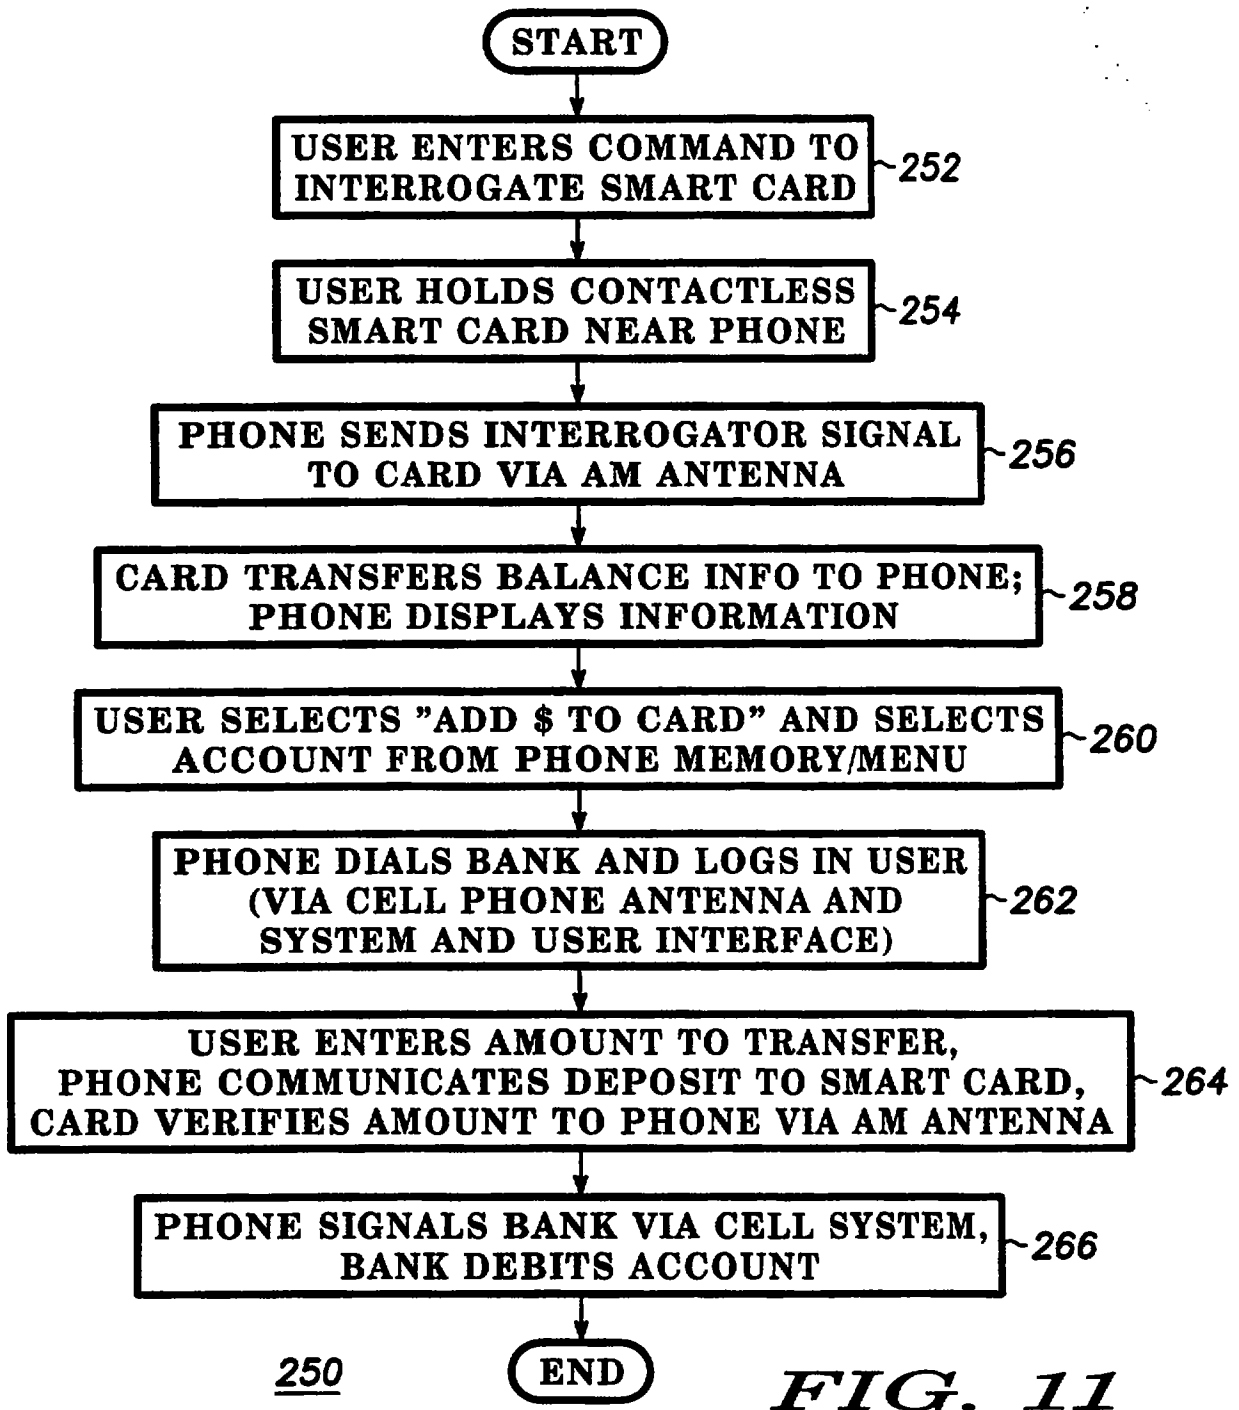 START
USER ENTERS COMMAND TO
INTERROGATE SMART CARD
252
USER HOLDS CONTACTLESS
SMART CARD NEAR PHONE
254
PHONE SENDS INTERROGATOR SIGNAL
TO CARD VIA AM ANTENNA
256
CARD TRANSFERS BALANCE INFO TO PHONE;
PHONE DISPLAYS INFORMATION
258
USER SELECTS "ADD $ TO CARD" AND SELECTS
ACCOUNT FROM PHONE MEMORY/MENU
260
PHONE DIALS BANK AND LOGS IN USER
(VIA CELL PHONE ANTENNA AND
SYSTEM AND USER INTERFACE)
262
USER ENTERS AMOUNT TO TRANSFER,
PHONE COMMUNICATES DEPOSIT TO SMART CARD,
CARD VERIFIES AMOUNT TO PHONE VIA AM ANTENNA
264
PHONE SIGNALS BANK VIA CELL SYSTEM,
BANK DEBITS ACCOUNT
266
END
250
FIG. 11